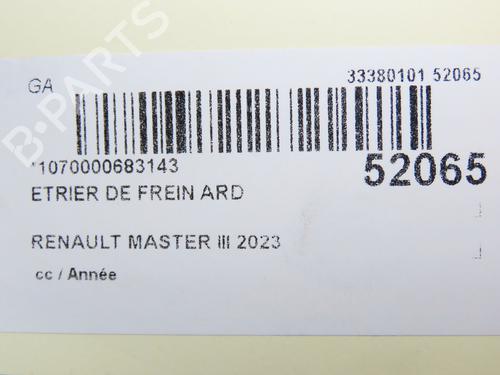 GA 33380101 52065
*1070000683143 52065
ETRIER DE FREIN ARD
RENAULT MASTER III 2023
cc / Année
B-PARTS